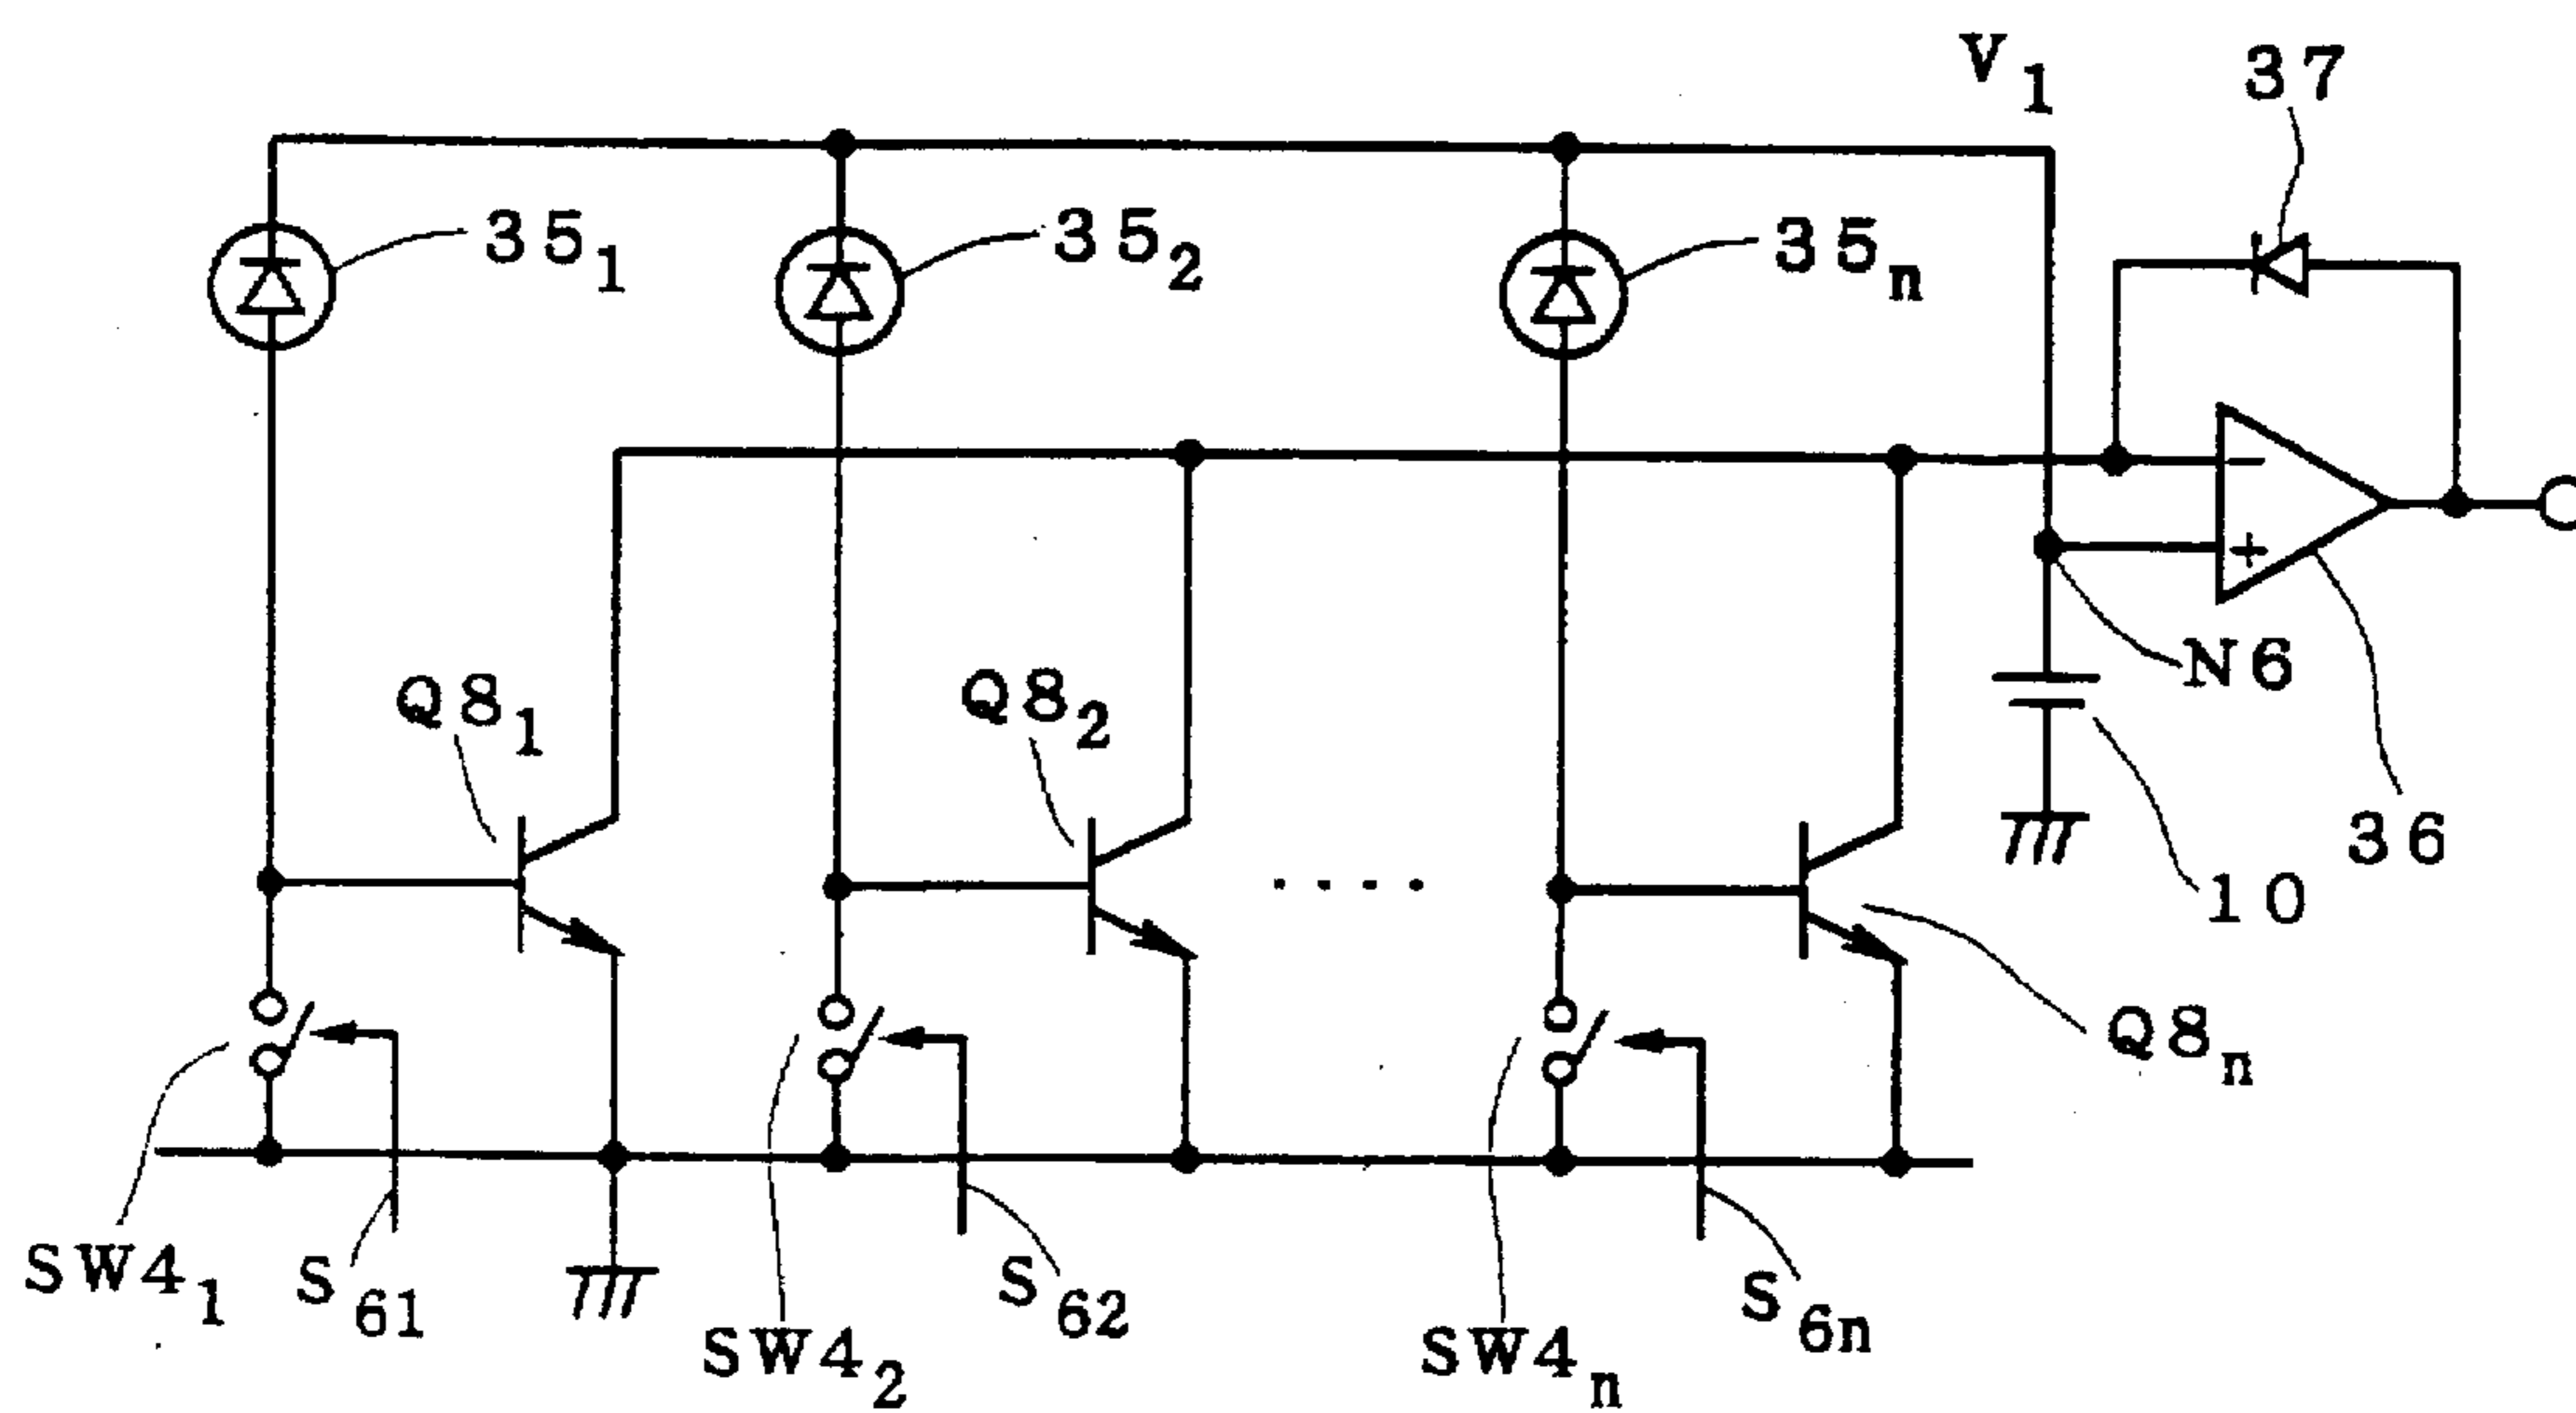 V₁
37
35₁
35₂
35ₙ
−
+
N6
Q8₁
Q8₂
36
10
Q8ₙ
SW4₁
S₆₁
SW4₂
S₆₂
SW4ₙ
S₆ₙ